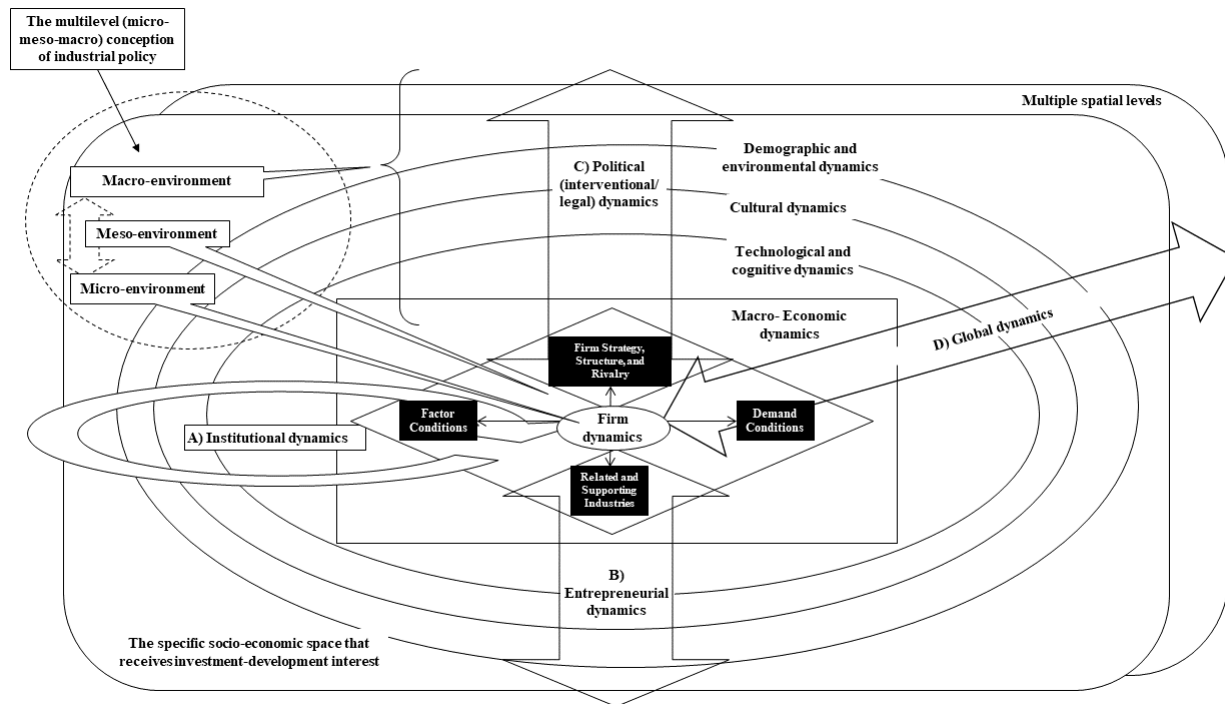 The multilevel (micro-
meso-macro) conception
of industrial policy
Multiple spatial levels
Macro-environment
Meso-environment
Micro-environment
C) Political
(interventional/
legal) dynamics
Demographic and
environmental dynamics
Cultural dynamics
Technological and
cognitive dynamics
Macro- Economic
dynamics
D) Global dynamics
Firm Strategy,
Structure, and
Rivalry
Factor
Conditions
Firm
dynamics
Demand
Conditions
A) Institutional dynamics
Related and
Supporting
Industries
B)
Entrepreneurial
dynamics
The specific socio-economic space that
receives investment-development interest